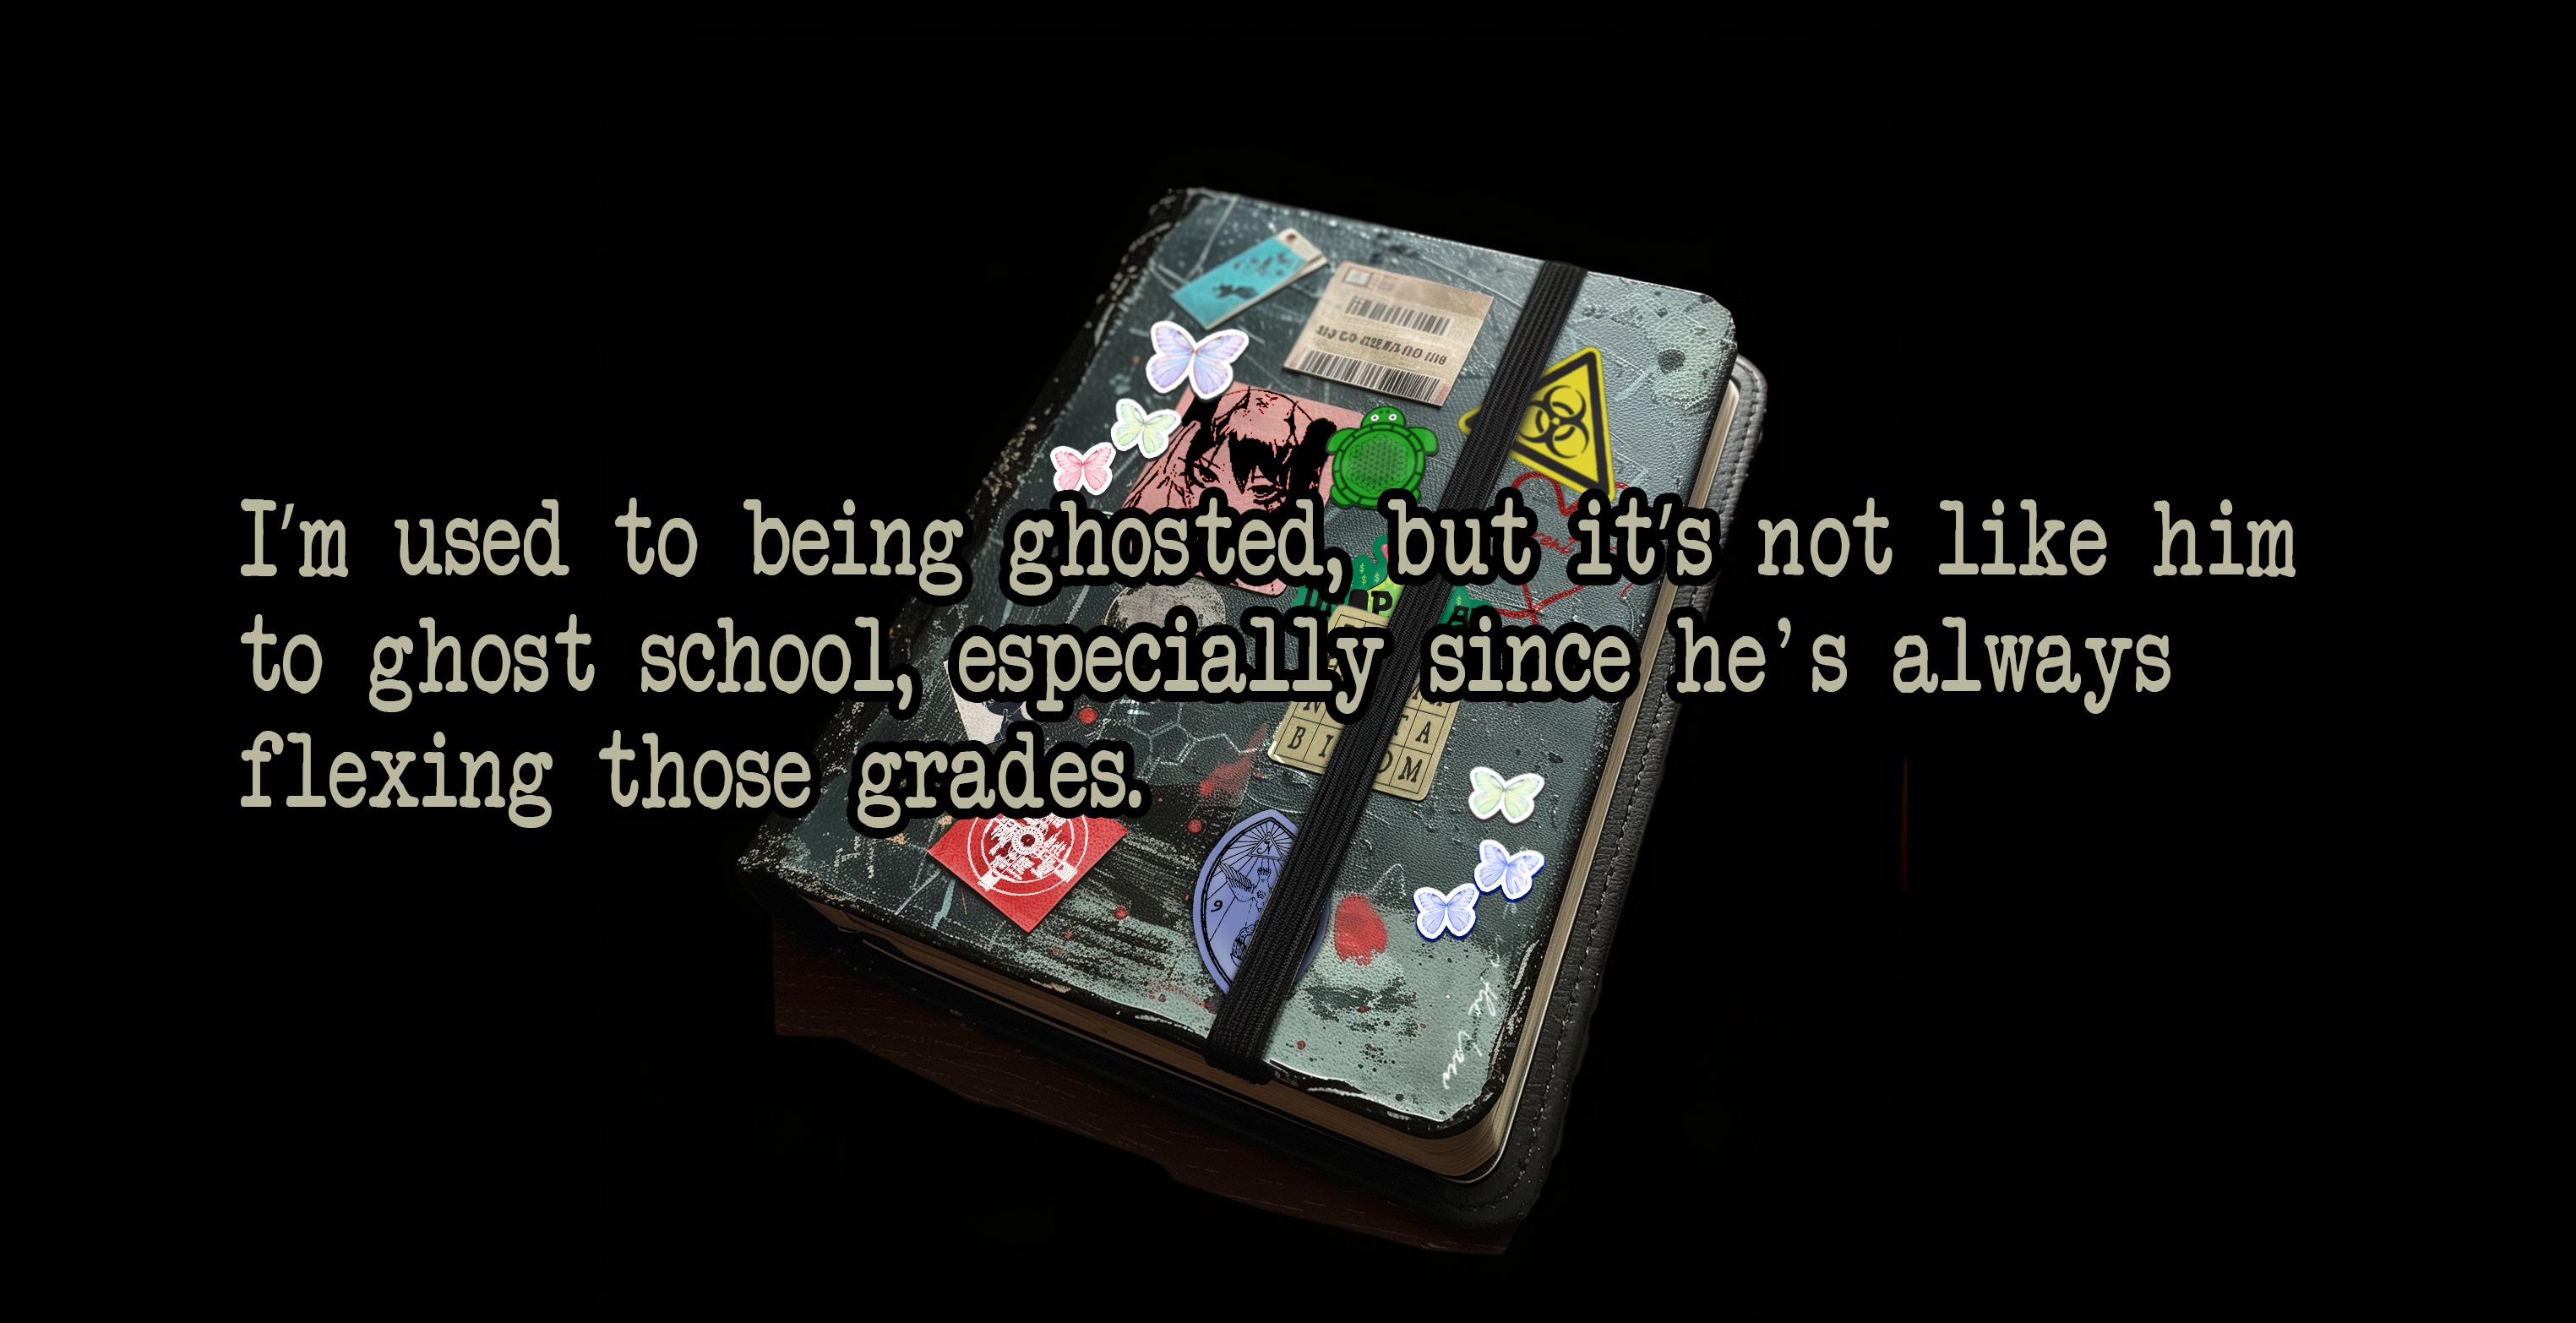 I'm used to being ghosted, but it's not like him
to ghost school, especially since he's always
flexing those grades.